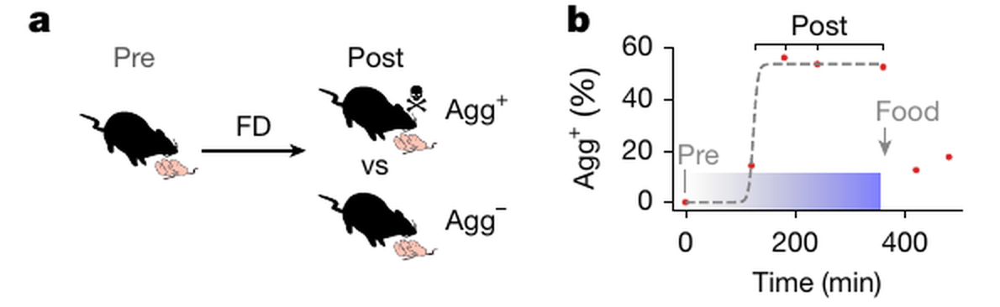 a
Pre
FD
Post
Agg+
vs
Agg−
b
Post
Agg+ (%)
60
40
20
0
Pre
Food
0 200 400
Time (min)